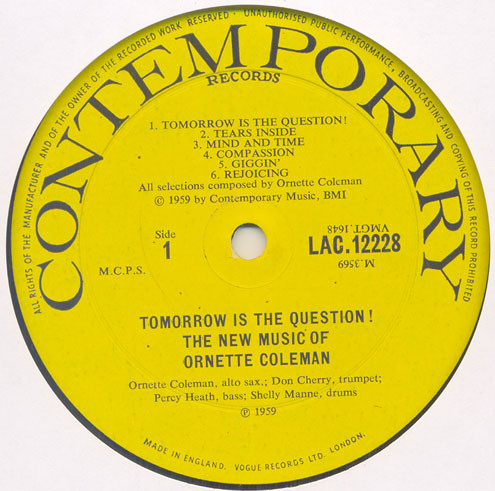 ALL RIGHTS OF THE MANUFACTURER AND OF THE OWNER OF THE RECORDED WORK RESERVED - UNAUTHORISED PUBLIC PERFORMANCE, BROADCASTING AND COPYING OF THIS RECORD PROHIBITED
CONTEMPORARY
RECORDS
1. TOMORROW IS THE QUESTION!
2. TEARS INSIDE
3. MIND AND TIME
4. COMPASSION
5. GIGGIN'
6. REJOICING
All selections composed by Ornette Coleman
© 1959 by Contemporary Music, BMI
Side
1
M.C.P.S.
VMGT.1648
LAC.12228
M.3569
TOMORROW IS THE QUESTION!
THE NEW MUSIC OF
ORNETTE COLEMAN
Ornette Coleman, alto sax.; Don Cherry, trumpet;
Percy Heath, bass; Shelly Manne, drums
℗ 1959
MADE IN ENGLAND. VOGUE RECORDS LTD. LONDON.